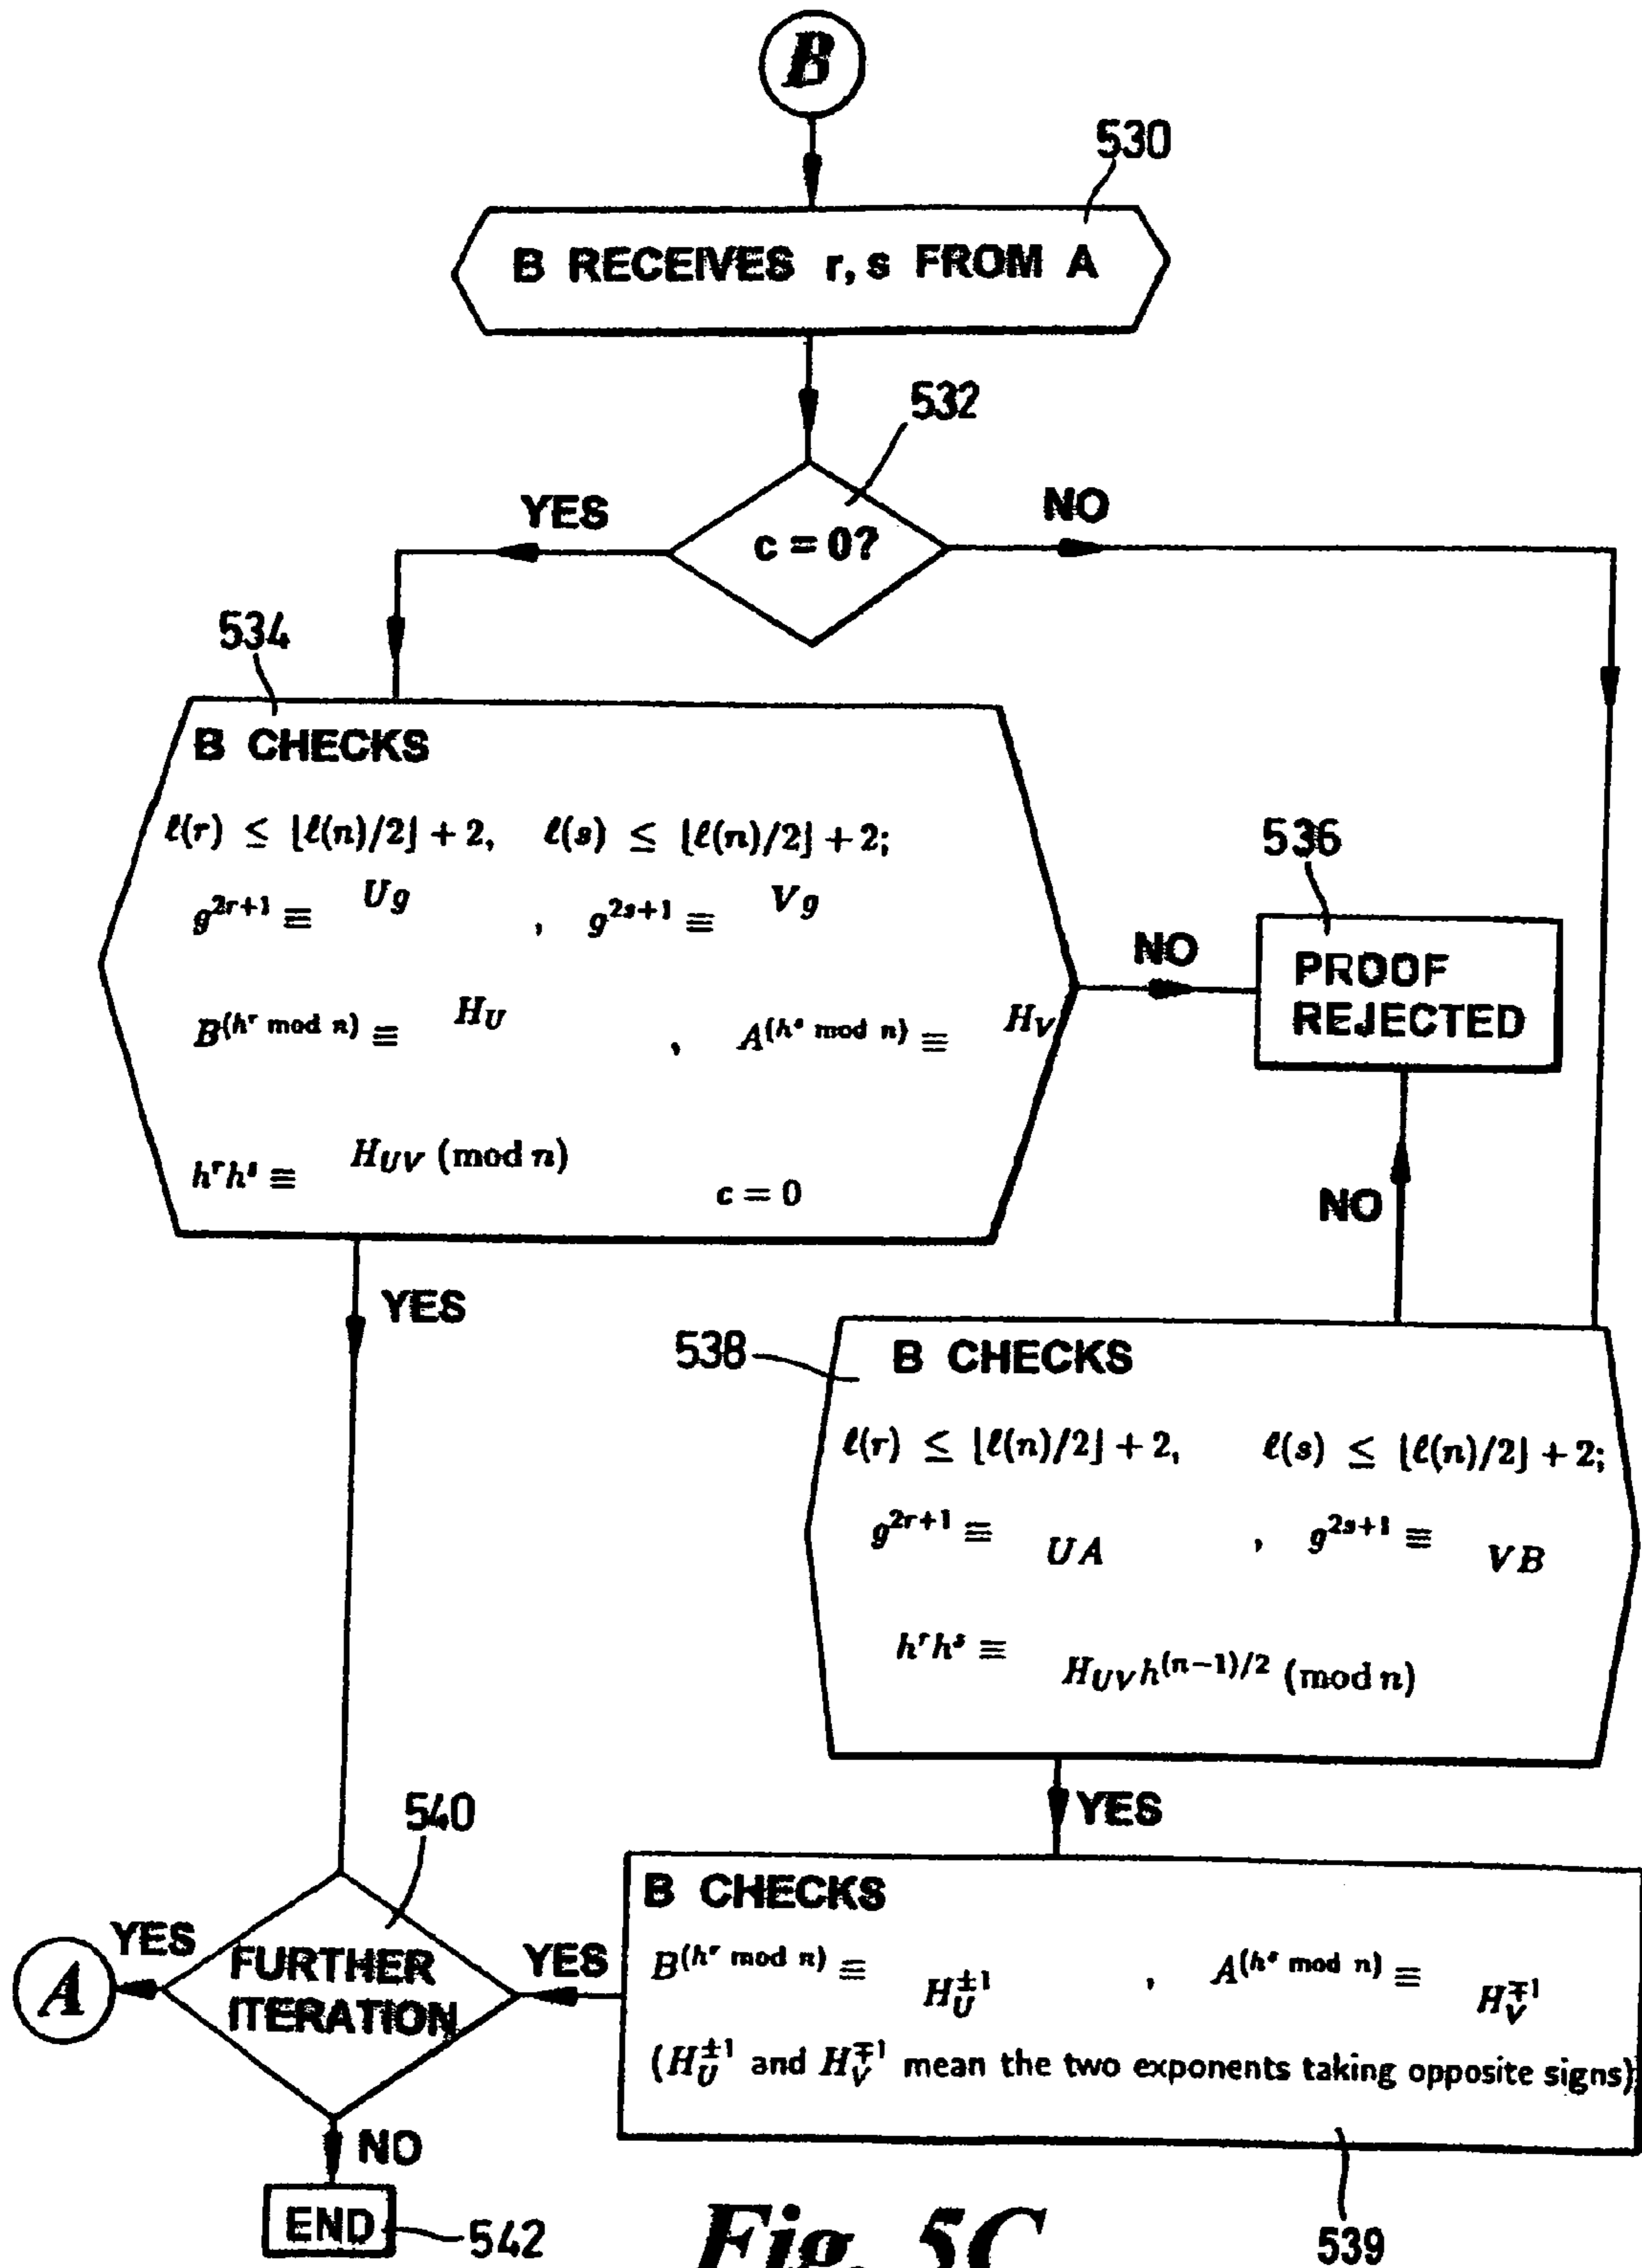 B
530
B RECEIVES r, s FROM A
532
YES
NO
c = 0?
534
B CHECKS
ℓ(r) ≤ ⌊ℓ(n)/2⌋ + 2, ℓ(s) ≤ ⌊ℓ(n)/2⌋ + 2;
g^{2r+1} ≡ Ug , g^{2s+1} ≡ Vg
B^{(h^r mod n)} ≡ H_U , A^{(h^s mod n)} ≡ H_V
h^r h^s ≡ H_{UV} (mod n) c = 0
NO
536
PROOF
REJECTED
NO
YES
538
B CHECKS
ℓ(r) ≤ ⌊ℓ(n)/2⌋ + 2, ℓ(s) ≤ ⌊ℓ(n)/2⌋ + 2;
g^{2r+1} ≡ UA , g^{2s+1} ≡ VB
h^r h^s ≡ H_{UV} h^{(n−1)/2} (mod n)
YES
540
YES
A
FURTHER
ITERATION
YES
B CHECKS
B^{(h^r mod n)} ≡ H_U^{±1} , A^{(h^s mod n)} ≡ H_V^{∓1}
(H_U^{±1} and H_V^{∓1} mean the two exponents taking opposite signs)
539
NO
END
542
Fig. 5C